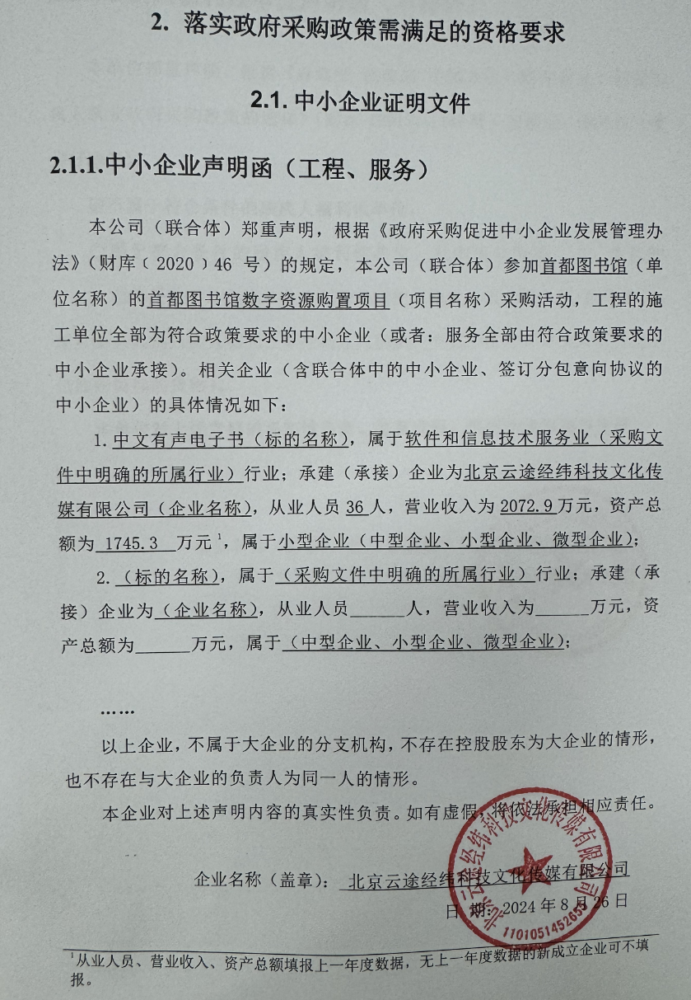 2. 落实政府采购政策需满足的资格要求
2.1. 中小企业证明文件
2.1.1.中小企业声明函（工程、服务）
本公司（联合体）郑重声明，根据《政府采购促进中小企业发展管理办
法》（财库﹝2020﹞46 号）的规定，本公司（联合体）参加首都图书馆（单
位名称）的首都图书馆数字资源购置项目（项目名称）采购活动，工程的施
工单位全部为符合政策要求的中小企业（或者：服务全部由符合政策要求的
中小企业承接）。相关企业（含联合体中的中小企业、签订分包意向协议的
中小企业）的具体情况如下：
1. 中文有声电子书（标的名称），属于软件和信息技术服务业（采购文
件中明确的所属行业）行业；承建（承接）企业为北京云途经纬科技文化传
媒有限公司（企业名称），从业人员 36 人，营业收入为 2072.9 万元，资产总
额为 1745.3 万元¹，属于小型企业（中型企业、小型企业、微型企业）；
2.（标的名称），属于（采购文件中明确的所属行业）行业；承建（承
接）企业为（企业名称），从业人员______人，营业收入为______万元，资
产总额为______万元，属于（中型企业、小型企业、微型企业）；
……
以上企业，不属于大企业的分支机构，不存在控股股东为大企业的情形，
也不存在与大企业的负责人为同一人的情形。
本企业对上述声明内容的真实性负责。如有虚假，将依法承担相应责任。
企业名称（盖章）：北京云途经纬科技文化传媒有限公司
日 期：2024 年 8 月 26 日
北京云途经纬科技文化传媒有限公司
1101051452653
¹从业人员、营业收入、资产总额填报上一年度数据，无上一年度数据的新成立企业可不填
报。